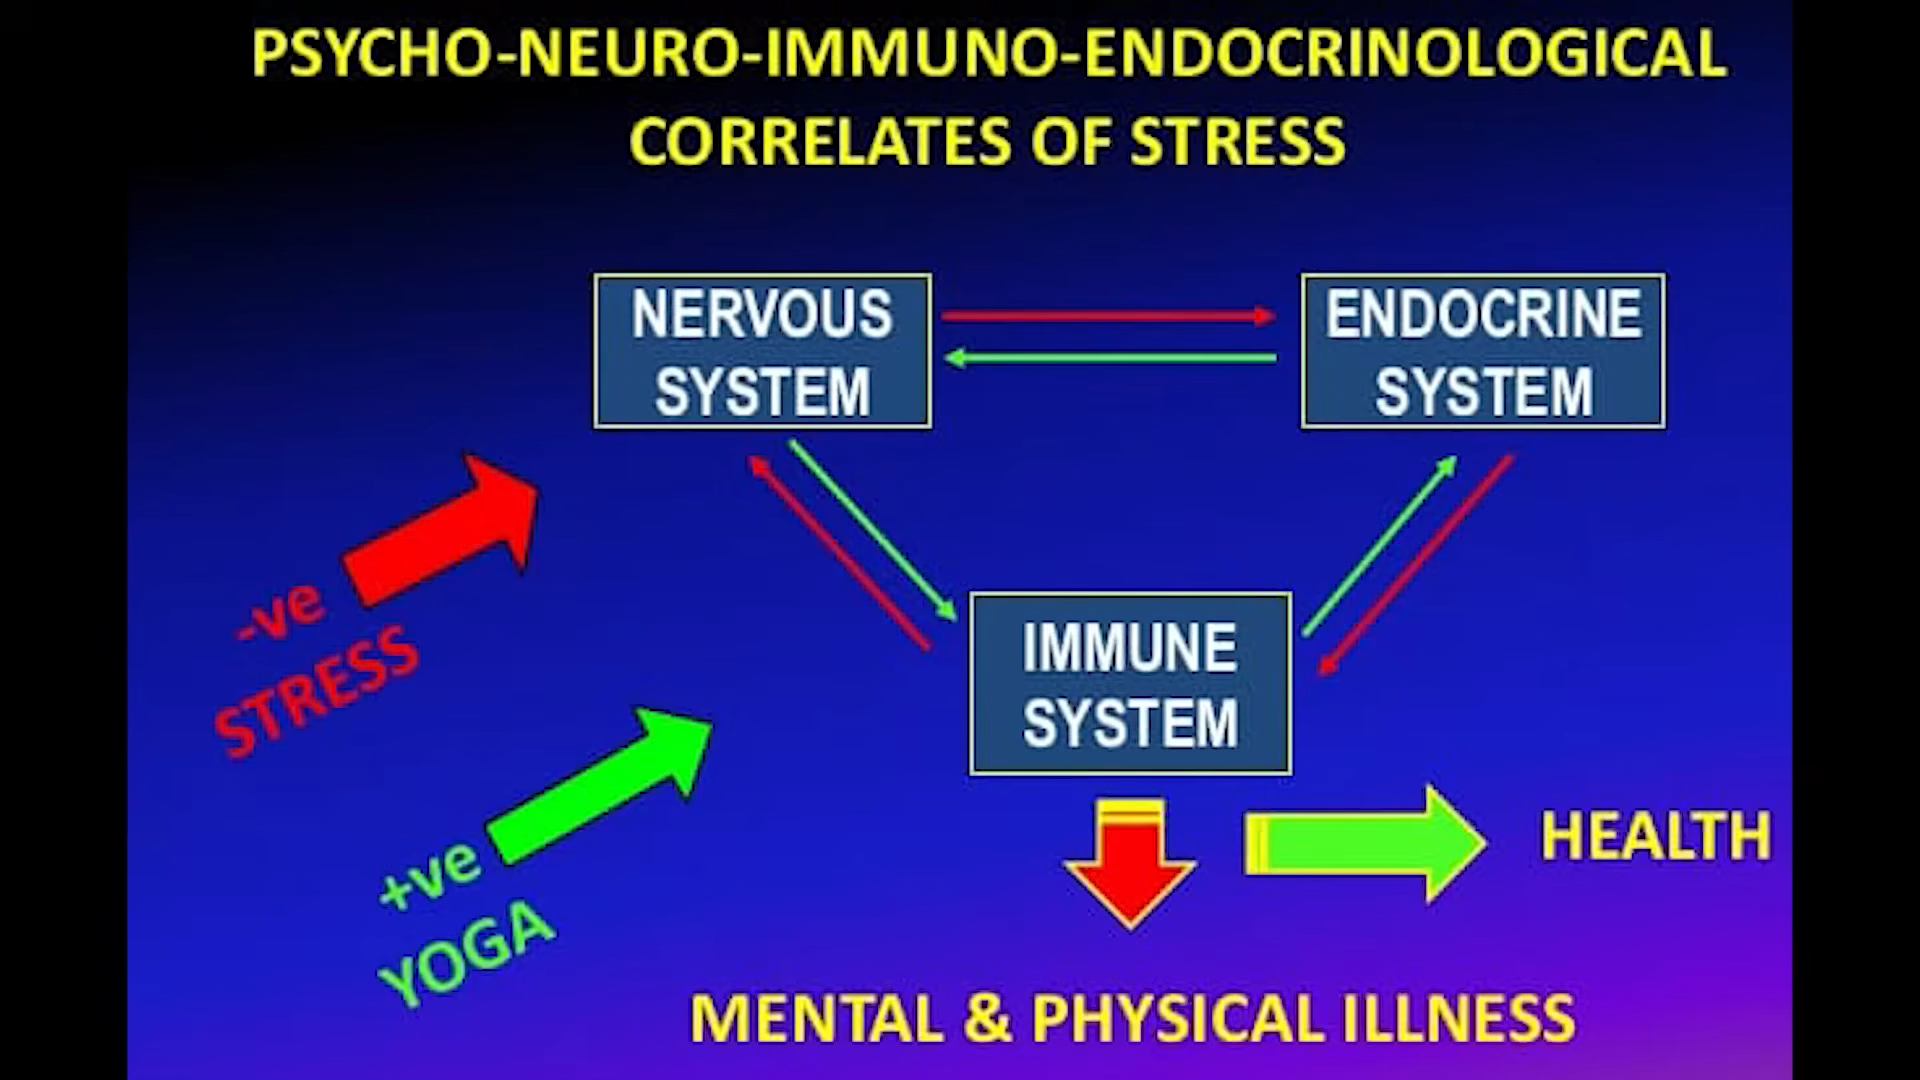 PSYCHO-NEURO-IMMUNO-ENDOCRINOLOGICAL
CORRELATES OF STRESS
NERVOUS
SYSTEM
ENDOCRINE
SYSTEM
-ve
STRESS
IMMUNE
SYSTEM
+ve
YOGA
HEALTH
MENTAL & PHYSICAL ILLNESS